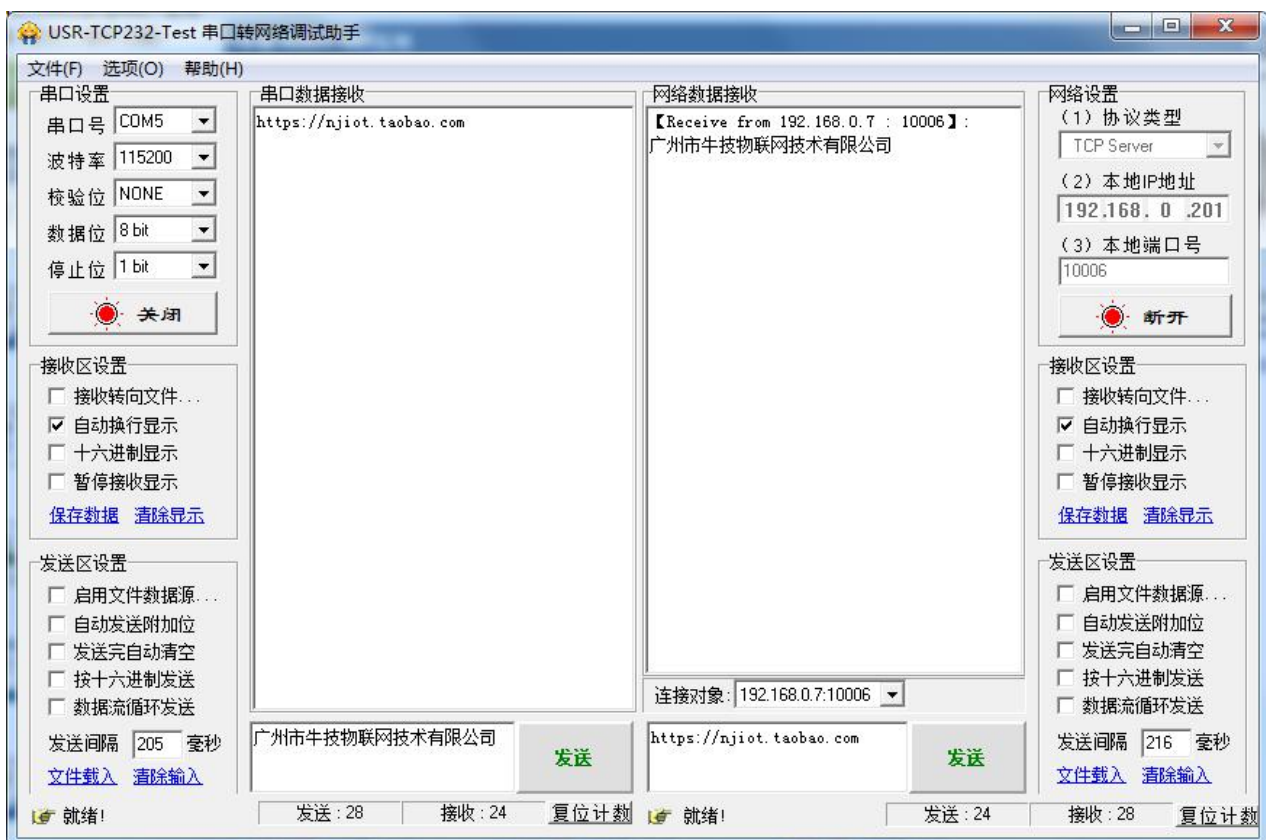 USR-TCP232-Test 串口转网络调试助手
文件(F) 选项(O) 帮助(H)
串口设置
串口号 COM5
波特率 115200
校验位 NONE
数据位 8 bit
停止位 1 bit
关闭
接收区设置
接收转向文件...
自动换行显示
十六进制显示
暂停接收显示
保存数据 清除显示
发送区设置
启用文件数据源...
自动发送附加位
发送完自动清空
按十六进制发送
数据流循环发送
发送间隔 205 毫秒
文件载入 清除输入
就绪!
串口数据接收
https://njiot.taobao.com
广州市牛技物联网技术有限公司
发送
发送 : 28
接收 : 24
复位计数
网络数据接收
【Receive from 192.168.0.7 : 10006】:
广州市牛技物联网技术有限公司
连接对象: 192.168.0.7:10006
https://njiot.taobao.com
发送
就绪!
发送 : 24
接收 : 28
复位计数
网络设置
(1) 协议类型
TCP Server
(2) 本地IP地址
192.168. 0 .201
(3) 本地端口号
10006
断开
接收区设置
接收转向文件...
自动换行显示
十六进制显示
暂停接收显示
保存数据 清除显示
发送区设置
启用文件数据源...
自动发送附加位
发送完自动清空
按十六进制发送
数据流循环发送
发送间隔 216 毫秒
文件载入 清除输入